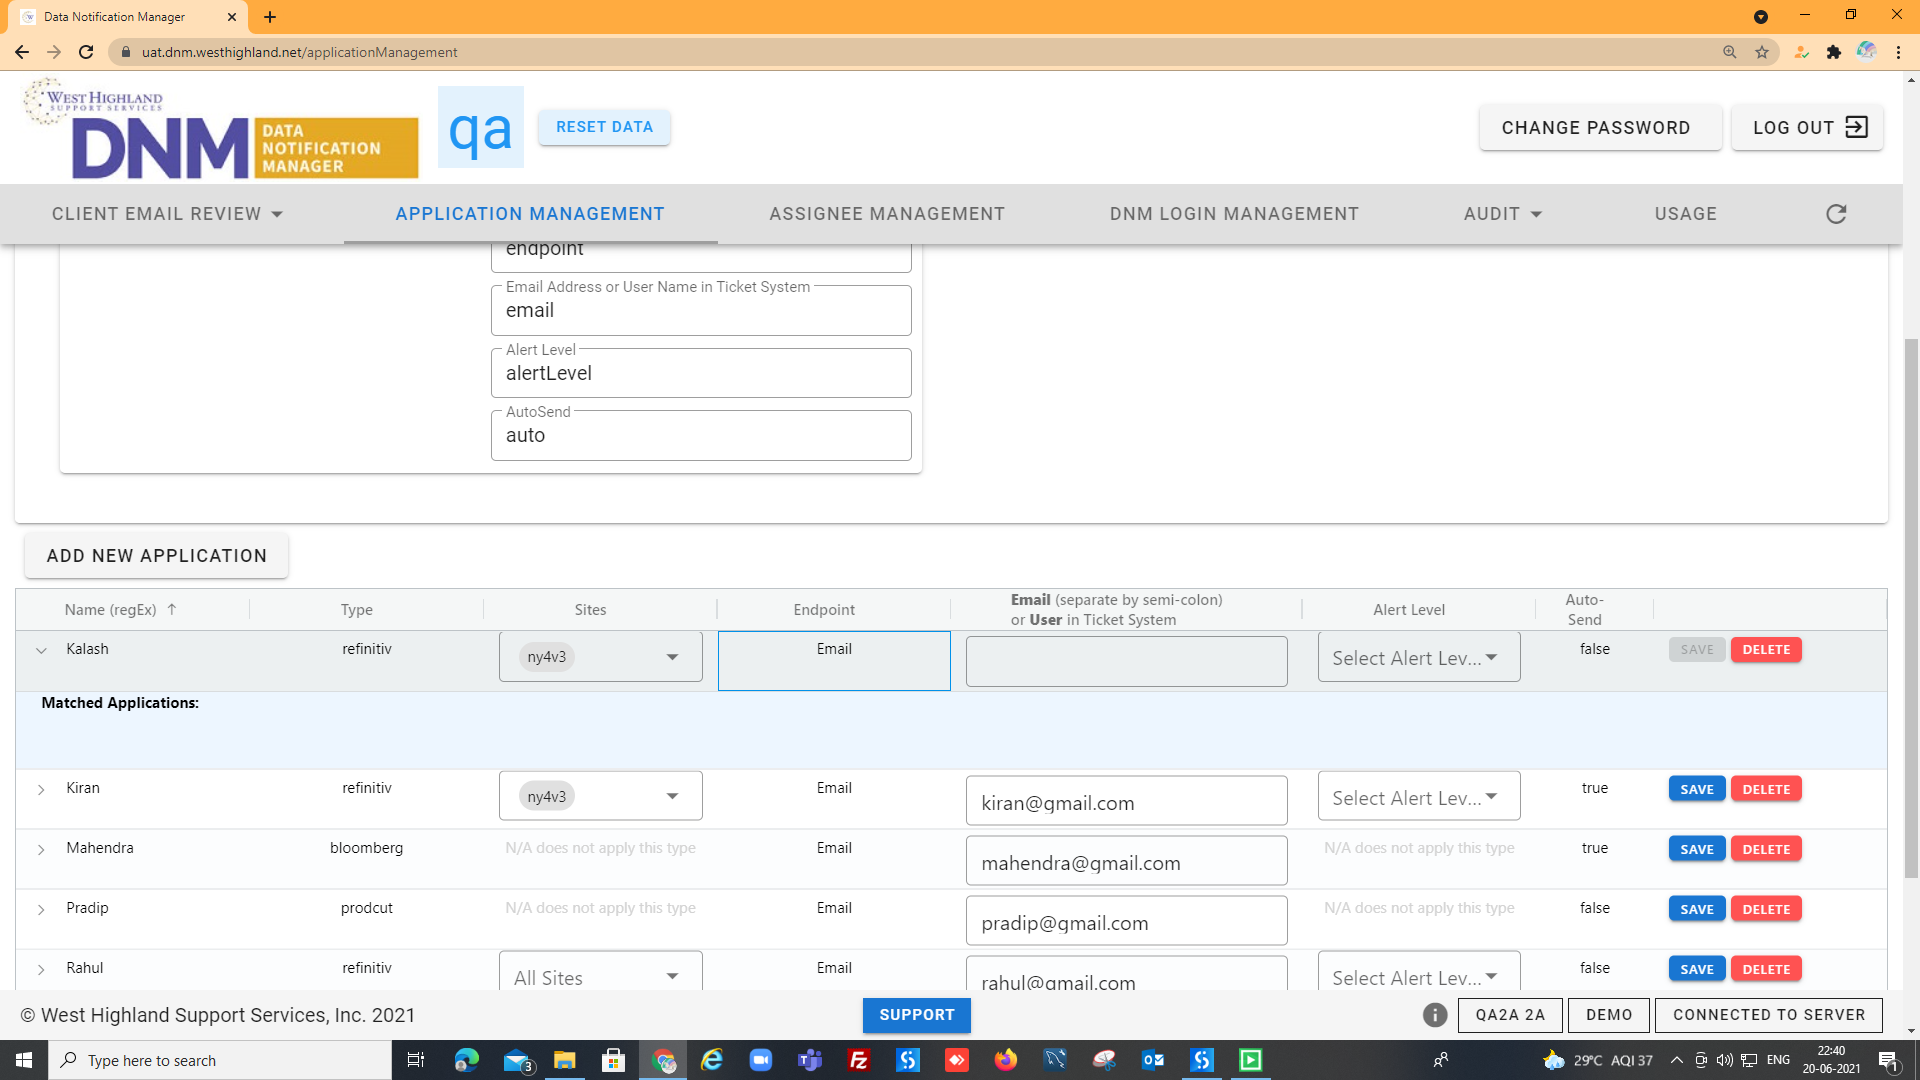 Data Notification Manager
uat.dnm.westhighland.net/applicationManagement
WEST HIGHLAND
SUPPORT SERVICES
DNM DATA NOTIFICATION MANAGER
qa
RESET DATA
CHANGE PASSWORD
LOG OUT
CLIENT EMAIL REVIEW
APPLICATION MANAGEMENT
ASSIGNEE MANAGEMENT
DNM LOGIN MANAGEMENT
AUDIT
USAGE
endpoint
Email Address or User Name in Ticket System
email
Alert Level
alertLevel
AutoSend
auto
ADD NEW APPLICATION
Name (regEx) ↑ Type Sites Endpoint Email (separate by semi-colon) or User in Ticket System Alert Level Auto-Send
Kalash refinitiv ny4v3 Email Select Alert Lev... false SAVE DELETE
Matched Applications:
Kiran refinitiv ny4v3 Email kiran@gmail.com Select Alert Lev... true SAVE DELETE
Mahendra bloomberg N/A does not apply this type Email mahendra@gmail.com N/A does not apply this type true SAVE DELETE
Pradip prodcut N/A does not apply this type Email pradip@gmail.com N/A does not apply this type false SAVE DELETE
Rahul refinitiv All Sites Email rahul@gmail.com Select Alert Lev... false SAVE DELETE
© West Highland Support Services, Inc. 2021
SUPPORT
QA2A 2A
DEMO
CONNECTED TO SERVER
Type here to search
3
29°C AQI 37
ENG
22:40
20-06-2021
1